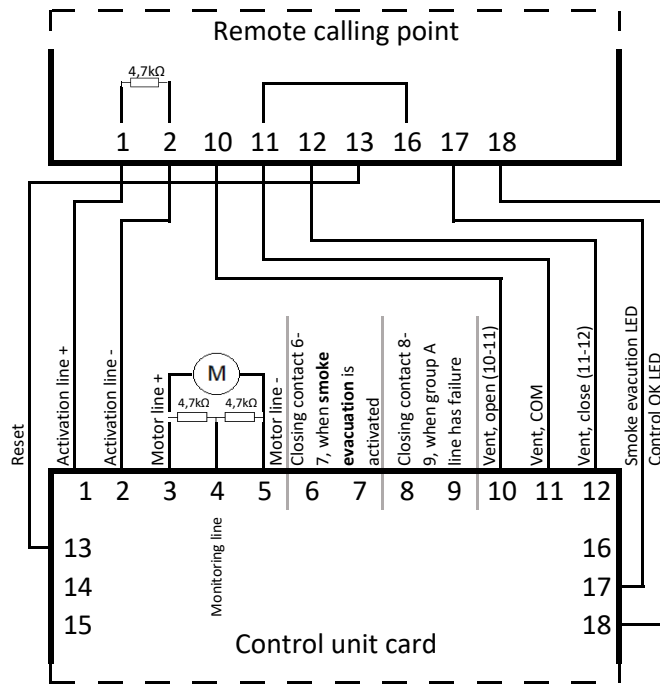 Remote calling point
4,7kΩ
1 2 10 11 12 13 16 17 18
Reset
Activation line +
Activation line -
Motor line +
M
4,7kΩ 4,7kΩ
Motor line -
Closing contact 6-
7, when smoke
evacuation is
activated
Closing contact 8-
9, when group A
line has failure
Vent, open (10-11)
Vent, COM
Vent, close (11-12)
Smoke evacuation LED
Control OK LED
1 2 3 4 5 6 7 8 9 10 11 12
Monitoring line
13 16
14 17
15 18
Control unit card